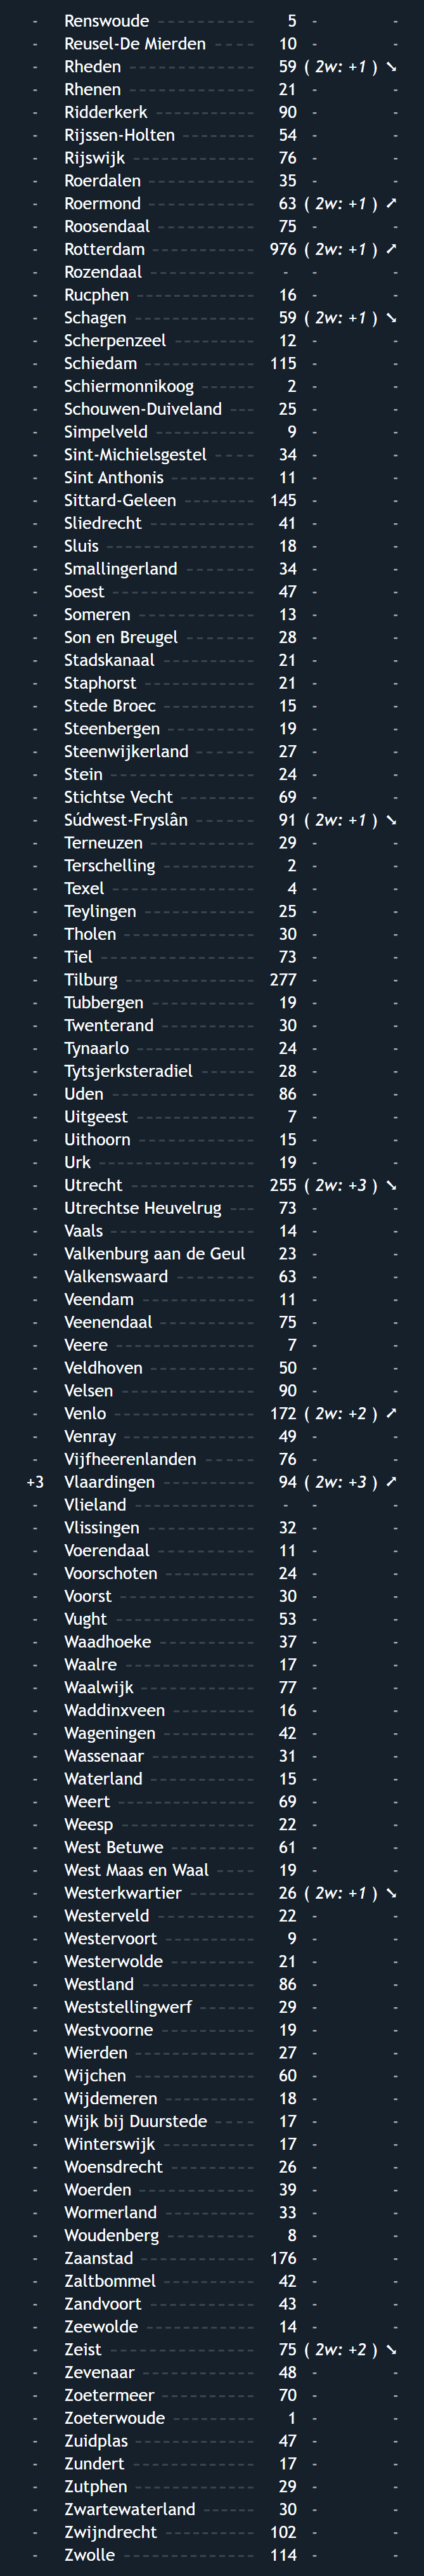 - Renswoude ---------- 5 - -
- Reusel-De Mierden ---- 10 - -
- Rheden ------------- 59 ( 2w: +1 ) ➘
- Rhenen ------------- 21 - -
- Ridderkerk ---------- 90 - -
- Rijssen-Holten ------- 54 - -
- Rijswijk ------------ 76 - -
- Roerdalen ----------- 35 - -
- Roermond ----------- 63 ( 2w: +1 ) ➚
- Roosendaal ---------- 75 - -
- Rotterdam ---------- 976 ( 2w: +1 ) ➚
- Rozendaal ---------- - - -
- Rucphen ------------ 16 - -
- Schagen ------------ 59 ( 2w: +1 ) ➘
- Scherpenzeel -------- 12 - -
- Schiedam ----------- 115 - -
- Schiermonnikoog ----- 2 - -
- Schouwen-Duiveland --- 25 - -
- Simpelveld ---------- 9 - -
- Sint-Michielsgestel ---- 34 - -
- Sint Anthonis -------- 11 - -
- Sittard-Geleen ------- 145 - -
- Sliedrecht ----------- 41 - -
- Sluis --------------- 18 - -
- Smallingerland ------- 34 - -
- Soest -------------- 47 - -
- Someren ----------- 13 - -
- Son en Breugel ------- 28 - -
- Stadskanaal --------- 21 - -
- Staphorst ----------- 21 - -
- Stede Broec --------- 15 - -
- Steenbergen --------- 19 - -
- Steenwijkerland ------ 27 - -
- Stein -------------- 24 - -
- Stichtse Vecht ------- 69 - -
- Súdwest-Fryslân ------ 91 ( 2w: +1 ) ➘
- Terneuzen ---------- 29 - -
- Terschelling --------- 2 - -
- Texel -------------- 4 - -
- Teylingen ----------- 25 - -
- Tholen ------------- 30 - -
- Tiel --------------- 73 - -
- Tilburg ------------- 277 - -
- Tubbergen ---------- 19 - -
- Twenterand --------- 30 - -
- Tynaarlo ----------- 24 - -
- Tytsjerksteradiel ------ 28 - -
- Uden -------------- 86 - -
- Uitgeest ------------ 7 - -
- Uithoorn ----------- 15 - -
- Urk --------------- 19 - -
- Utrecht ------------ 255 ( 2w: +3 ) ➘
- Utrechtse Heuvelrug --- 73 - -
- Vaals -------------- 14 - -
- Valkenburg aan de Geul 23 - -
- Valkenswaard -------- 63 - -
- Veendam ----------- 11 - -
- Veenendaal --------- 75 - -
- Veere -------------- 7 - -
- Veldhoven ---------- 50 - -
- Velsen ------------- 90 - -
- Venlo -------------- 172 ( 2w: +2 ) ➚
- Venray ------------- 49 - -
- Vijfheerenlanden ----- 76 - -
+3 Vlaardingen --------- 94 ( 2w: +3 ) ➚
- Vlieland ------------ - - -
- Vlissingen ----------- 32 - -
- Voerendaal --------- 11 - -
- Voorschoten --------- 24 - -
- Voorst ------------- 30 - -
- Vught ------------- 53 - -
- Waadhoeke --------- 37 - -
- Waalre ------------- 17 - -
- Waalwijk ----------- 77 - -
- Waddinxveen -------- 16 - -
- Wageningen --------- 42 - -
- Wassenaar ---------- 31 - -
- Waterland ---------- 15 - -
- Weert ------------- 69 - -
- Weesp ------------- 22 - -
- West Betuwe -------- 61 - -
- West Maas en Waal ---- 19 - -
- Westerkwartier ------- 26 ( 2w: +1 ) ➘
- Westerveld ---------- 22 - -
- Westervoort --------- 9 - -
- Westerwolde -------- 21 - -
- Westland ----------- 86 - -
- Weststellingwerf ------ 29 - -
- Westvoorne --------- 19 - -
- Wierden ------------ 27 - -
- Wijchen ------------ 60 - -
- Wijdemeren --------- 18 - -
- Wijk bij Duurstede ---- 17 - -
- Winterswijk --------- 17 - -
- Woensdrecht -------- 26 - -
- Woerden ----------- 39 - -
- Wormerland --------- 33 - -
- Woudenberg --------- 8 - -
- Zaanstad ----------- 176 - -
- Zaltbommel --------- 42 - -
- Zandvoort ---------- 43 - -
- Zeewolde ----------- 14 - -
- Zeist -------------- 75 ( 2w: +2 ) ➘
- Zevenaar ----------- 48 - -
- Zoetermeer --------- 70 - -
- Zoeterwoude -------- 1 - -
- Zuidplas ------------ 47 - -
- Zundert ------------ 17 - -
- Zutphen ------------ 29 - -
- Zwartewaterland ------ 30 - -
- Zwijndrecht --------- 102 - -
- Zwolle ------------- 114 - -